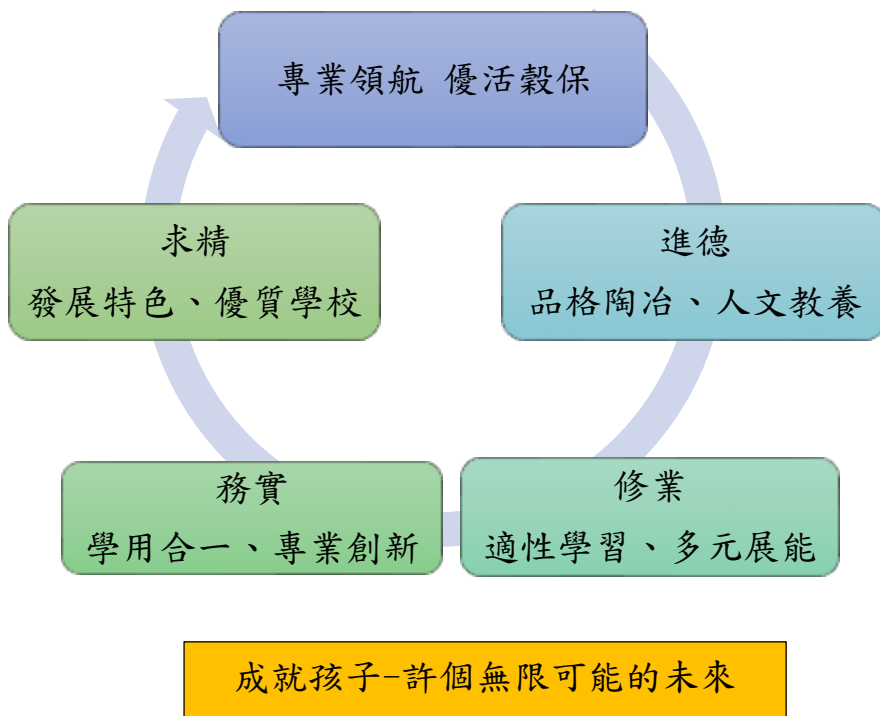 專業領航 優活穀保
進德
品格陶冶、人文教養
修業
適性學習、多元展能
務實
學用合一、專業創新
求精
發展特色、優質學校
成就孩子-許個無限可能的未來